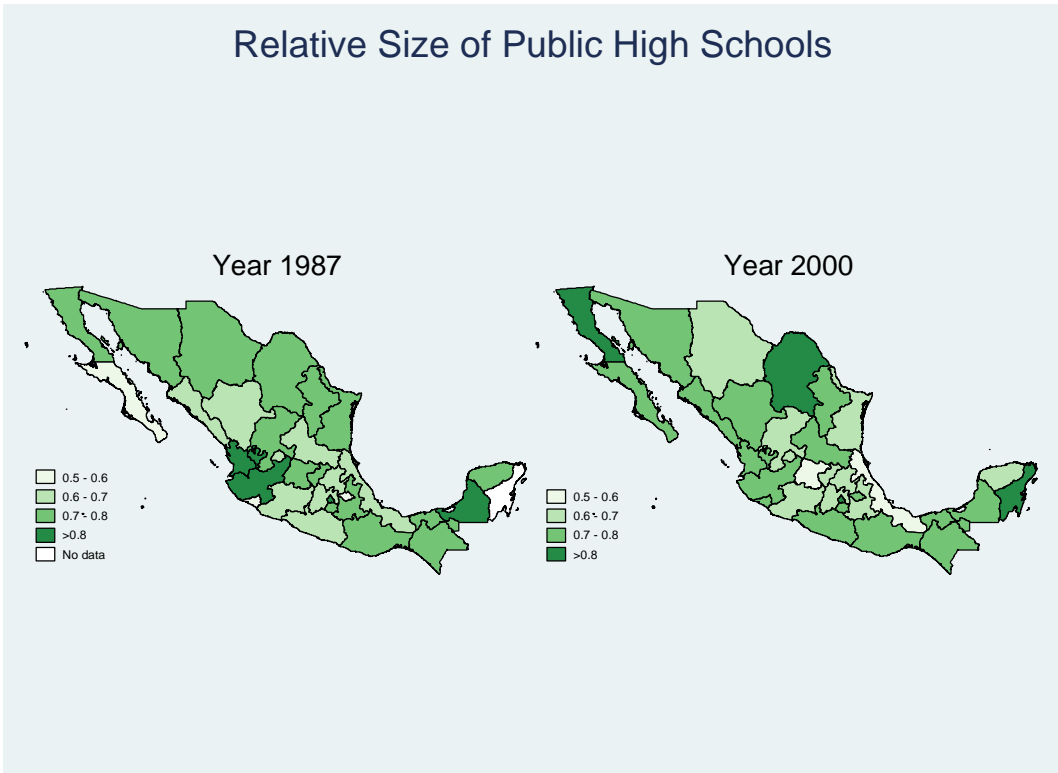 Relative Size of Public High Schools
Year 1987
0.5 - 0.6
0.6 - 0.7
0.7 - 0.8
>0.8
No data
Year 2000
0.5 - 0.6
0.6 - 0.7
0.7 - 0.8
>0.8